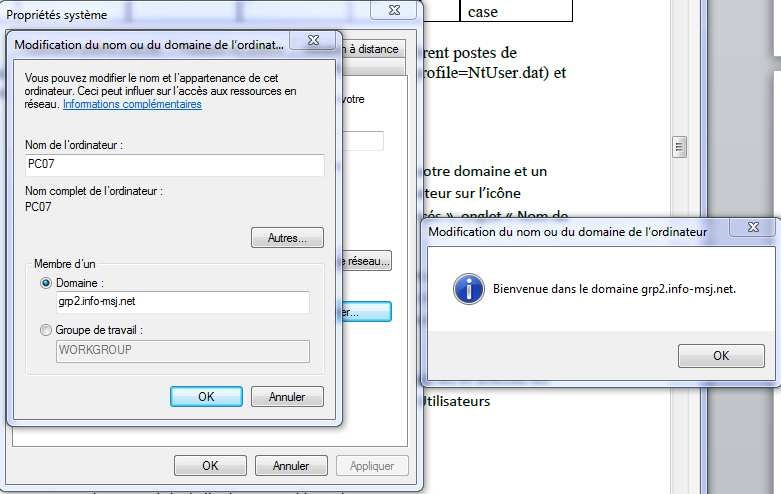 case
Propriétés système
Modification du nom ou du domaine de l'ordinat...
à distance
Vous pouvez modifier le nom et l'appartenance de cet
ordinateur. Ceci peut influer sur l'accès aux ressources en
réseau. Informations complémentaires
votre
Nom de l'ordinateur :
PC07
Nom complet de l'ordinateur :
PC07
Autres...
réseau...
Membre d'un
Domaine :
grp2.info-msj.net
Groupe de travail :
WORKGROUP
OK
Annuler
OK
Annuler
Appliquer
rent postes de
rofile=NtUser.dat) et
otre domaine et un
teur sur l'icône
onglet « Nom de
Modification du nom ou du domaine de l'ordinateur
Bienvenue dans le domaine grp2.info-msj.net.
OK
Utilisateurs